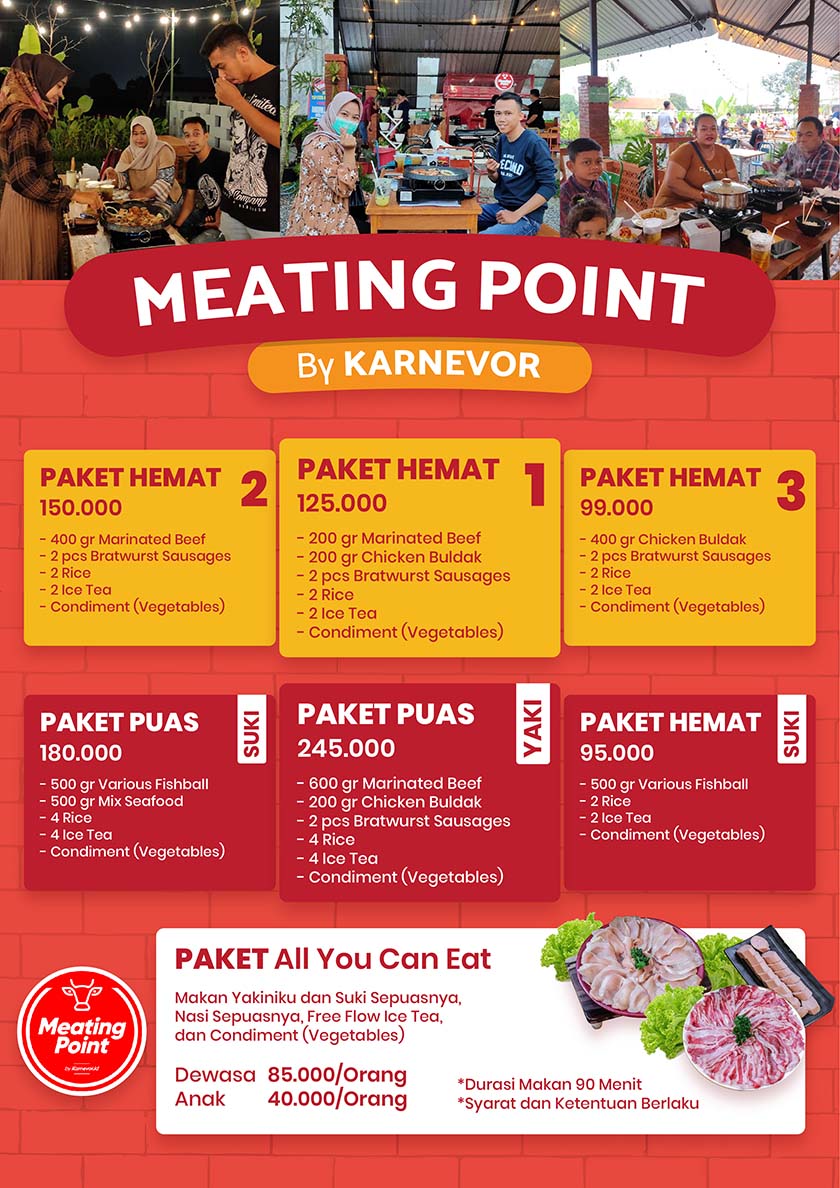 MEATING POINT
By KARNEVOR
PAKET HEMAT 2
150.000
- 400 gr Marinated Beef
- 2 pcs Bratwurst Sausages
- 2 Rice
- 2 Ice Tea
- Condiment (Vegetables)
PAKET HEMAT 1
125.000
- 200 gr Marinated Beef
- 200 gr Chicken Buldak
- 2 pcs Bratwurst Sausages
- 2 Rice
- 2 Ice Tea
- Condiment (Vegetables)
PAKET HEMAT 3
99.000
- 400 gr Chicken Buldak
- 2 pcs Bratwurst Sausages
- 2 Rice
- 2 Ice Tea
- Condiment (Vegetables)
PAKET PUAS SUKI
180.000
- 500 gr Various Fishball
- 500 gr Mix Seafood
- 4 Rice
- 4 Ice Tea
- Condiment (Vegetables)
PAKET PUAS YAKI
245.000
- 600 gr Marinated Beef
- 200 gr Chicken Buldak
- 2 pcs Bratwurst Sausages
- 4 Rice
- 4 Ice Tea
- Condiment (Vegetables)
PAKET HEMAT SUKI
95.000
- 500 gr Various Fishball
- 2 Rice
- 2 Ice Tea
- Condiment (Vegetables)
Meating
Point
by Karnevor.id
PAKET All You Can Eat
Makan Yakiniku dan Suki Sepuasnya,
Nasi Sepuasnya, Free Flow Ice Tea,
dan Condiment (Vegetables)
Dewasa 85.000/Orang
Anak 40.000/Orang
*Durasi Makan 90 Menit
*Syarat dan Ketentuan Berlaku